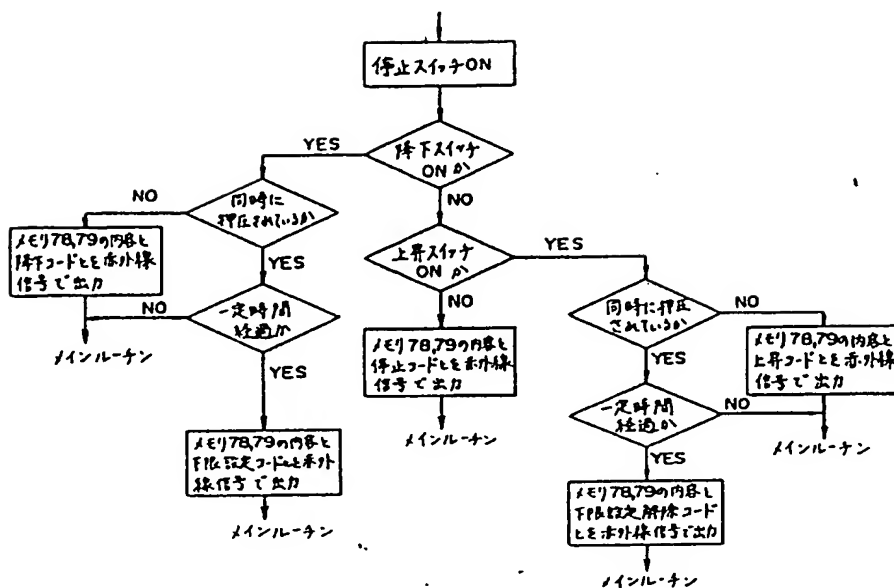 停止スイッチON
YES
降下スイッチ
ONか
NO
NO
同時に
押圧されているか
YES
メモリ78,79の内容と
降下コードとを赤外線
信号で出力
NO
一定時間
経過か
YES
メインルーチン
メモリ78,79の内容と
下限設定コードとを赤外
線信号で出力
メインルーチン
上昇スイッチ
ONか
YES
NO
メモリ78,79の内容と
停止コードとを赤外線
信号で出力
メインルーチン
同時に押圧
されているか
NO
YES
メモリ78,79の内容と
上昇コードとを赤外線
信号で出力
一定時間
経過か
NO
メインルーチン
YES
メモリ78,79の内容と
下限設定解除コード
とを赤外線信号で出力
メインルーチン